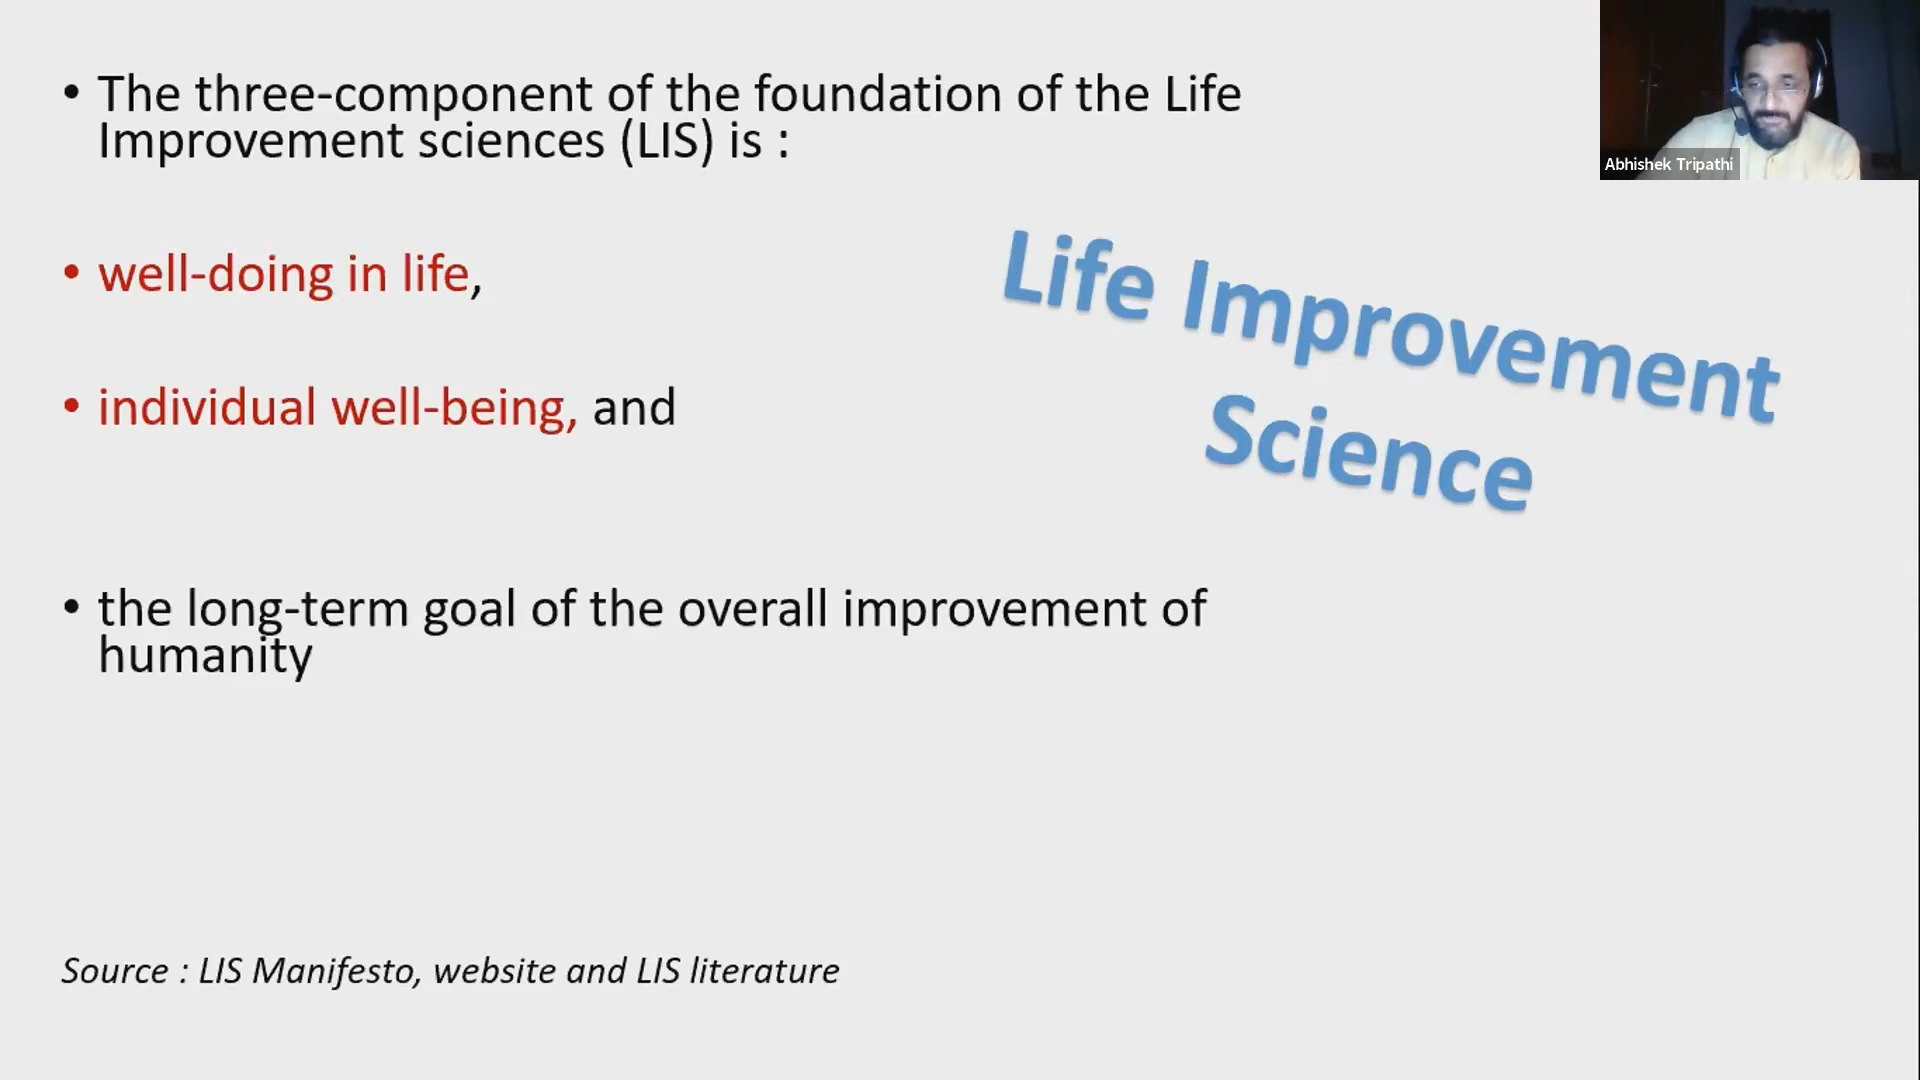 • The three-component of the foundation of the Life
Improvement sciences (LIS) is :
• well-doing in life,
• individual well-being, and
• the long-term goal of the overall improvement of
humanity
Life Improvement
Science
Source : LIS Manifesto, website and LIS literature
Abhishek Tripathi